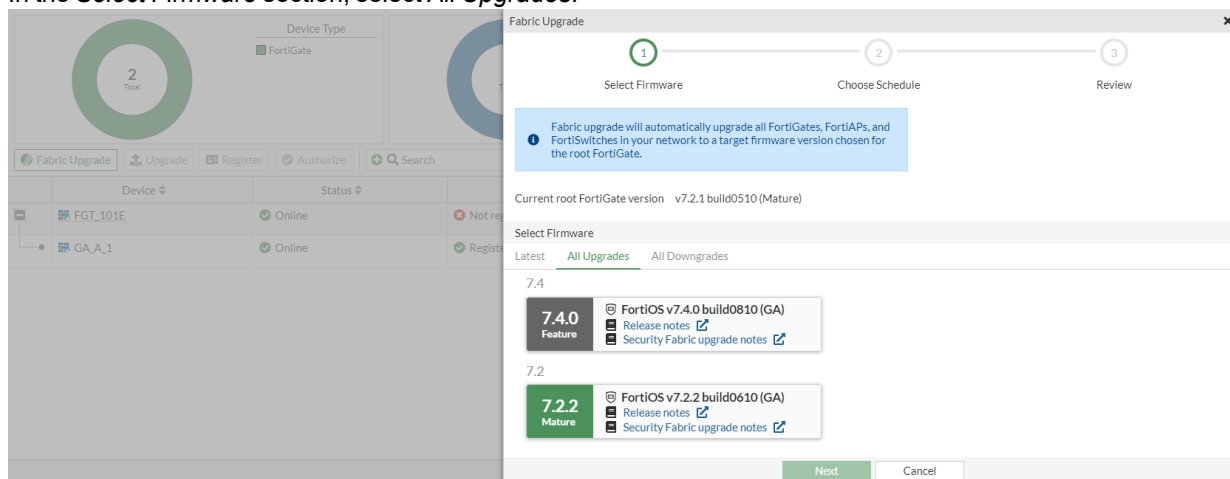 In the Select Firmware section, select All Upgrades.
Device Type
FortiGate
2
Total
Fabric Upgrade
Upgrade
Register
Authorize
Search
Device
Status
FGT_101E
Online
Not reg
GA_A_1
Online
Registe
Fabric Upgrade
1
2
3
Select Firmware
Choose Schedule
Review
Fabric upgrade will automatically upgrade all FortiGates, FortiAPs, and
FortiSwitches in your network to a target firmware version chosen for
the root FortiGate.
Current root FortiGate version v7.2.1 build0510 (Mature)
Select Firmware
Latest All Upgrades All Downgrades
7.4
7.4.0
Feature
FortiOS v7.4.0 build0810 (GA)
Release notes
Security Fabric upgrade notes
7.2
7.2.2
Mature
FortiOS v7.2.2 build0610 (GA)
Release notes
Security Fabric upgrade notes
Next
Cancel